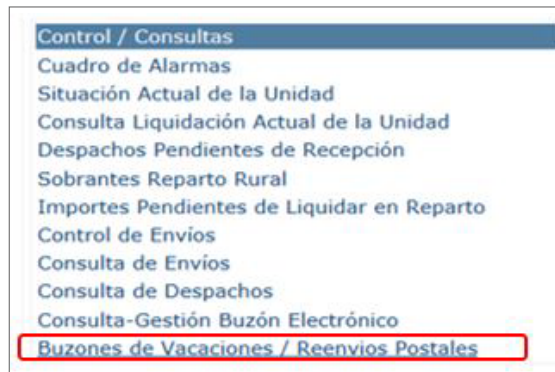 Control / Consultas
Cuadro de Alarmas
Situación Actual de la Unidad
Consulta Liquidación Actual de la Unidad
Despachos Pendientes de Recepción
Sobrantes Reparto Rural
Importes Pendientes de Liquidar en Reparto
Control de Envíos
Consulta de Envíos
Consulta de Despachos
Consulta-Gestión Buzón Electrónico
Buzones de Vacaciones / Reenvios Postales